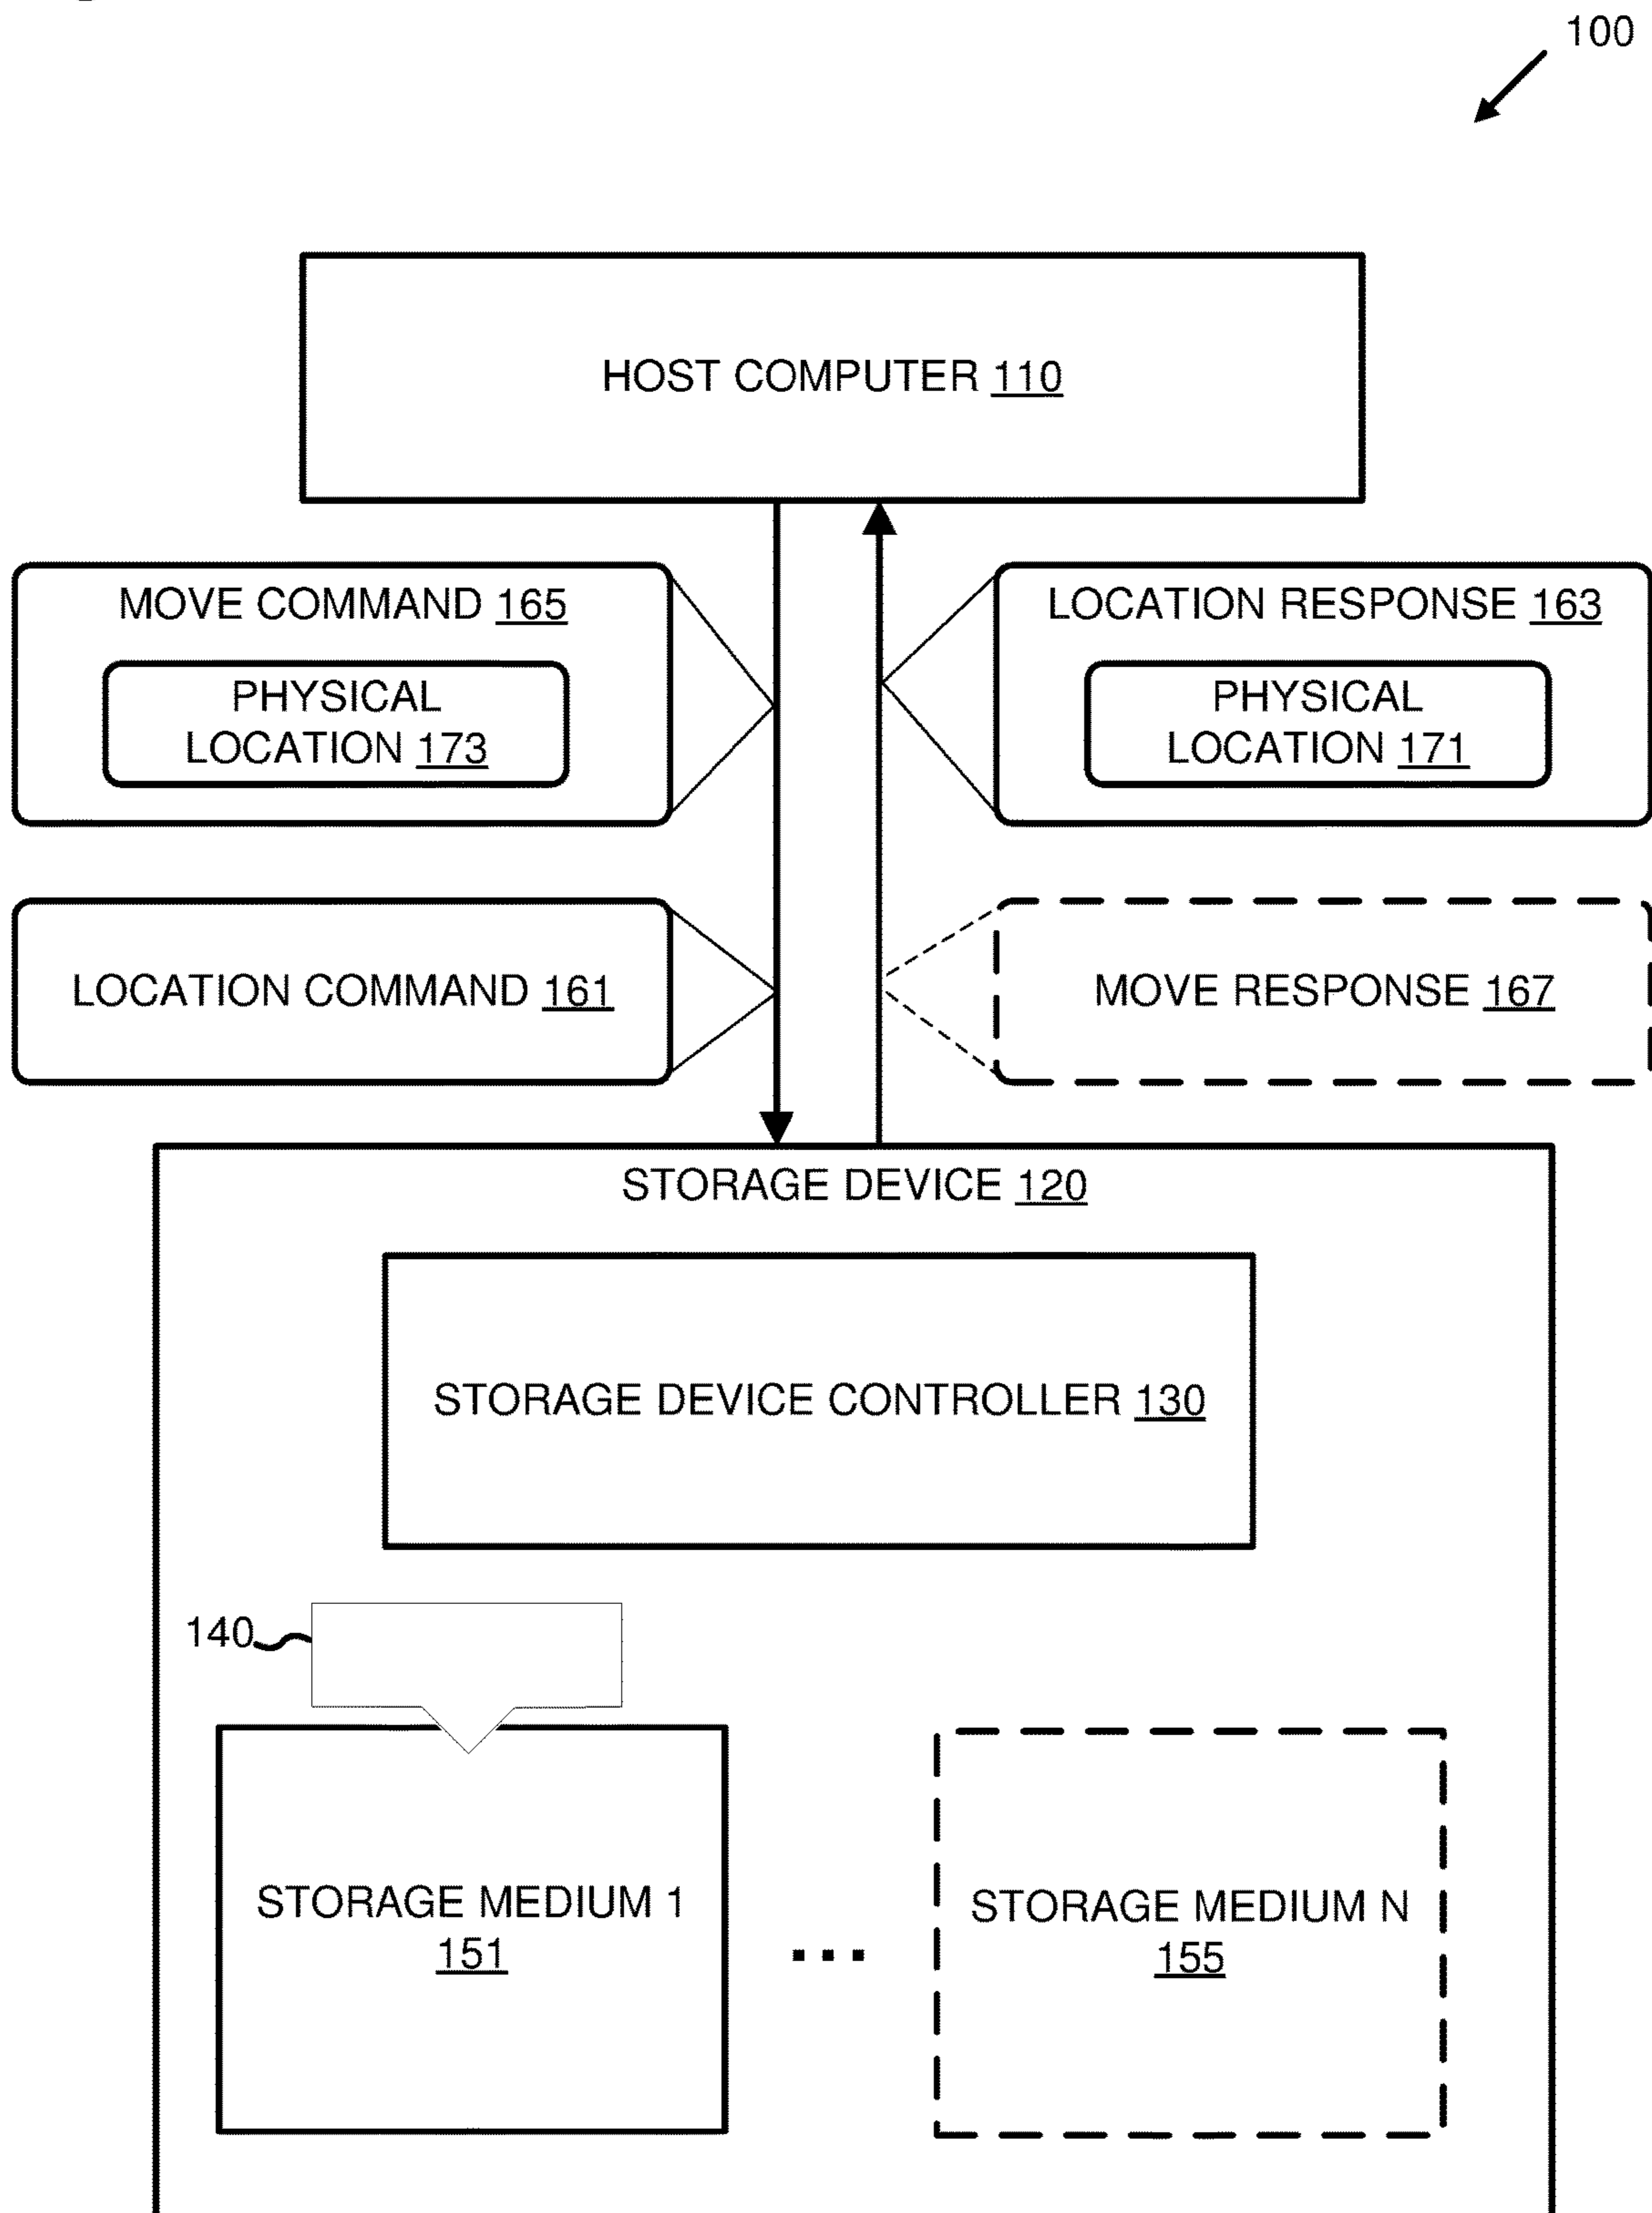 100
HOST COMPUTER 110
MOVE COMMAND 165
PHYSICAL
LOCATION 173
LOCATION RESPONSE 163
PHYSICAL
LOCATION 171
LOCATION COMMAND 161
MOVE RESPONSE 167
STORAGE DEVICE 120
STORAGE DEVICE CONTROLLER 130
140
STORAGE MEDIUM 1
151
...
STORAGE MEDIUM N
155